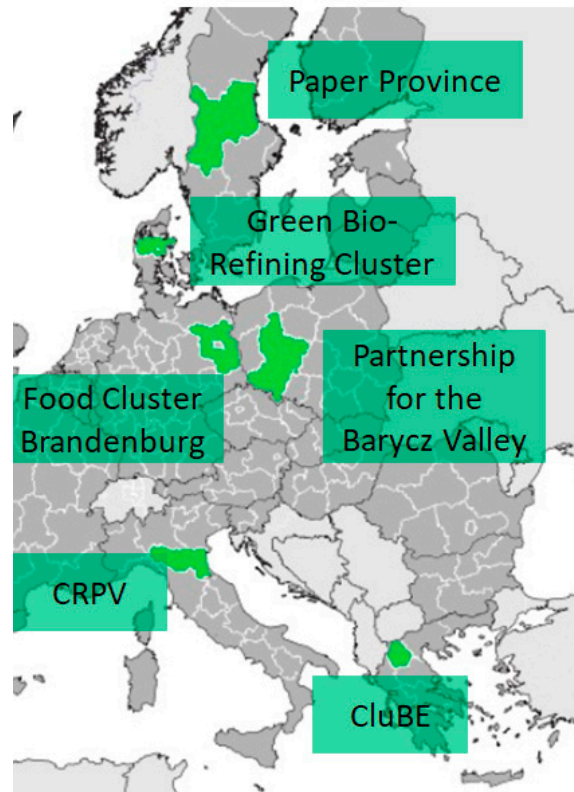 Paper Province
Green Bio-
Refining Cluster
Partnership
for the
Barycz Valley
Food Cluster
Brandenburg
CRPV
CluBE